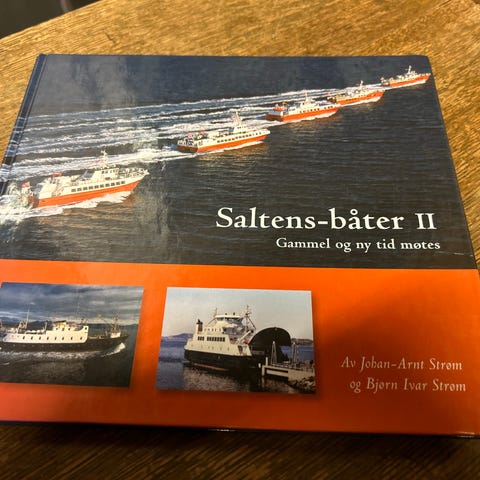 Saltens-båter II
Gammel og ny tid møtes
Av Johan-Arnt Strøm
og Bjørn Ivar Strøm